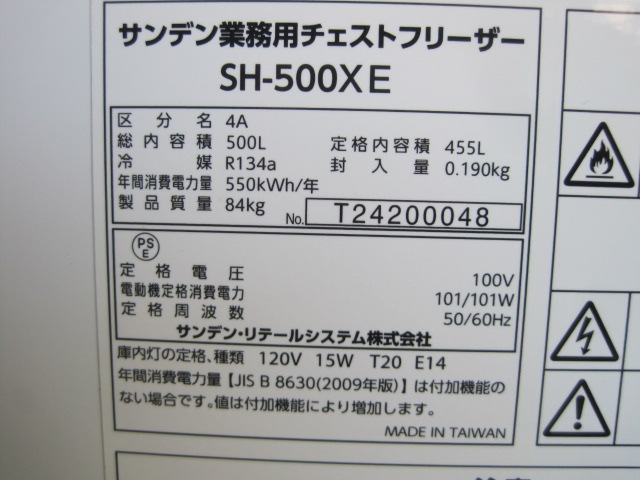 サンデン業務用チェストフリーザー
SH-500XE
区分名 4A
総内容積 500L 定格内容積 455L
冷媒 R134a 封入量 0.190kg
年間消費電力量 550kWh/年
製品質量 84kg No. T24200048
PS
E
定格電圧 100V
電動機定格消費電力 101/101W
定格周波数 50/60Hz
サンデン・リテールシステム株式会社
庫内灯の定格、種類 120V 15W T20 E14
年間消費電力量【JIS B 8630(2009年版)】は付加機能の
ない場合です。値は付加機能により増加します。
MADE IN TAIWAN